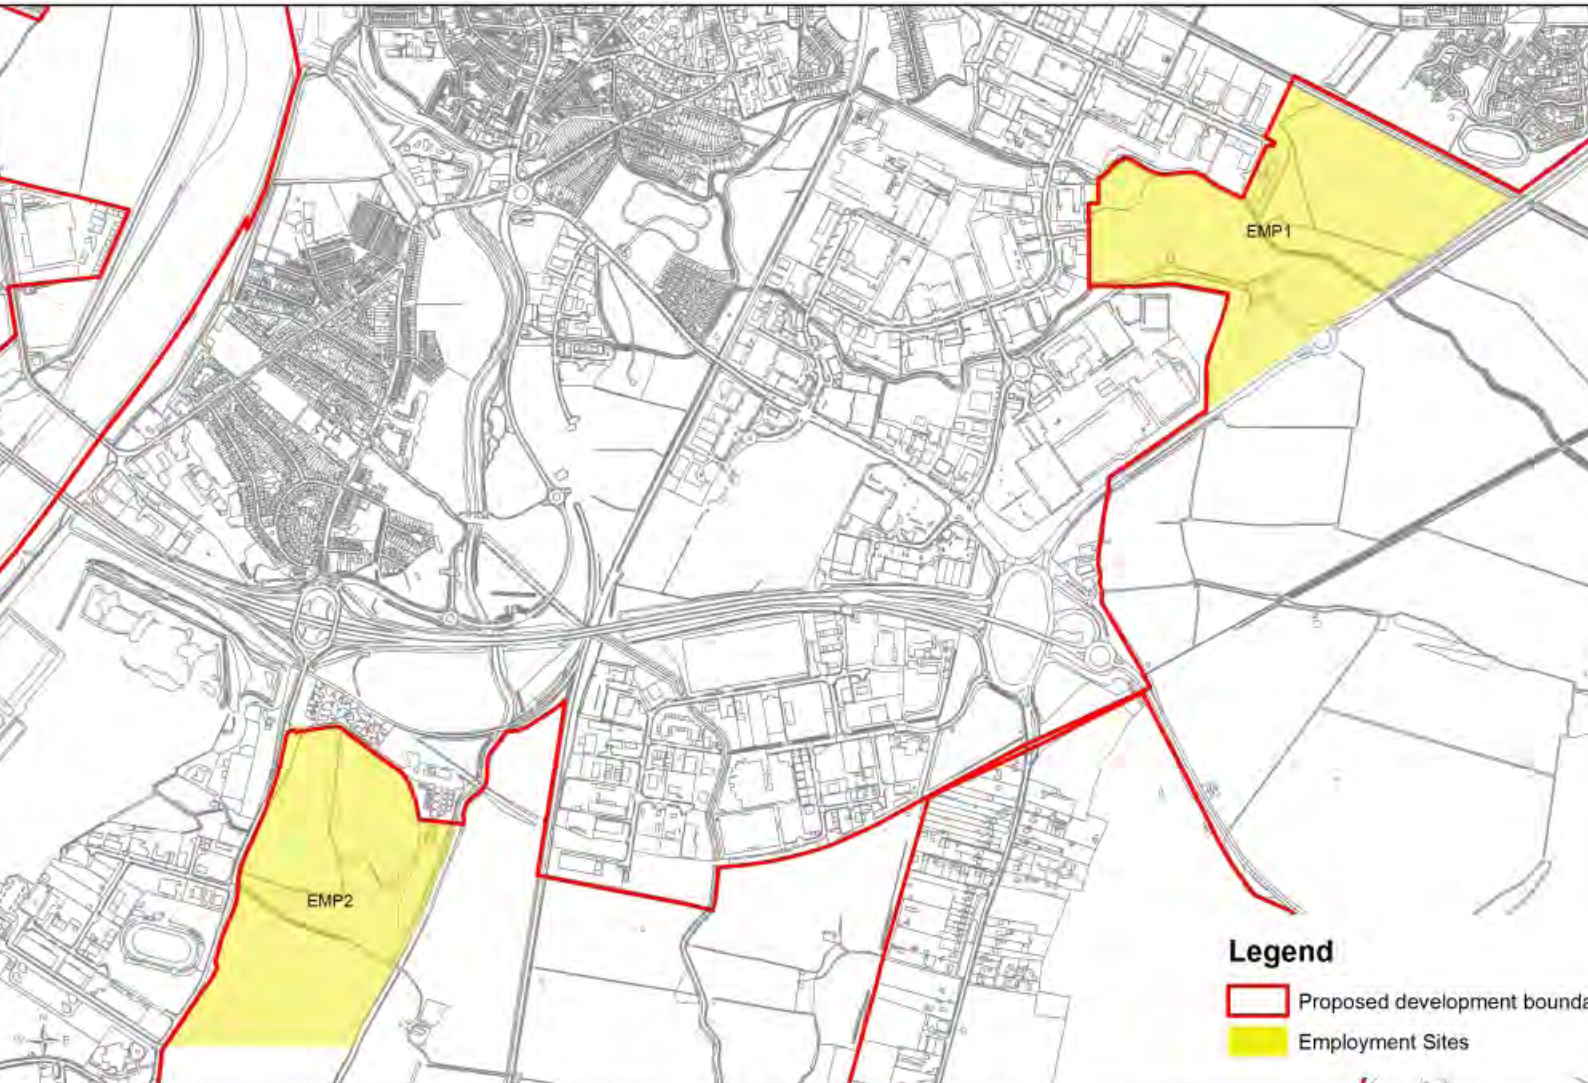 EMP1
EMP2
Legend
Proposed development bounda
Employment Sites